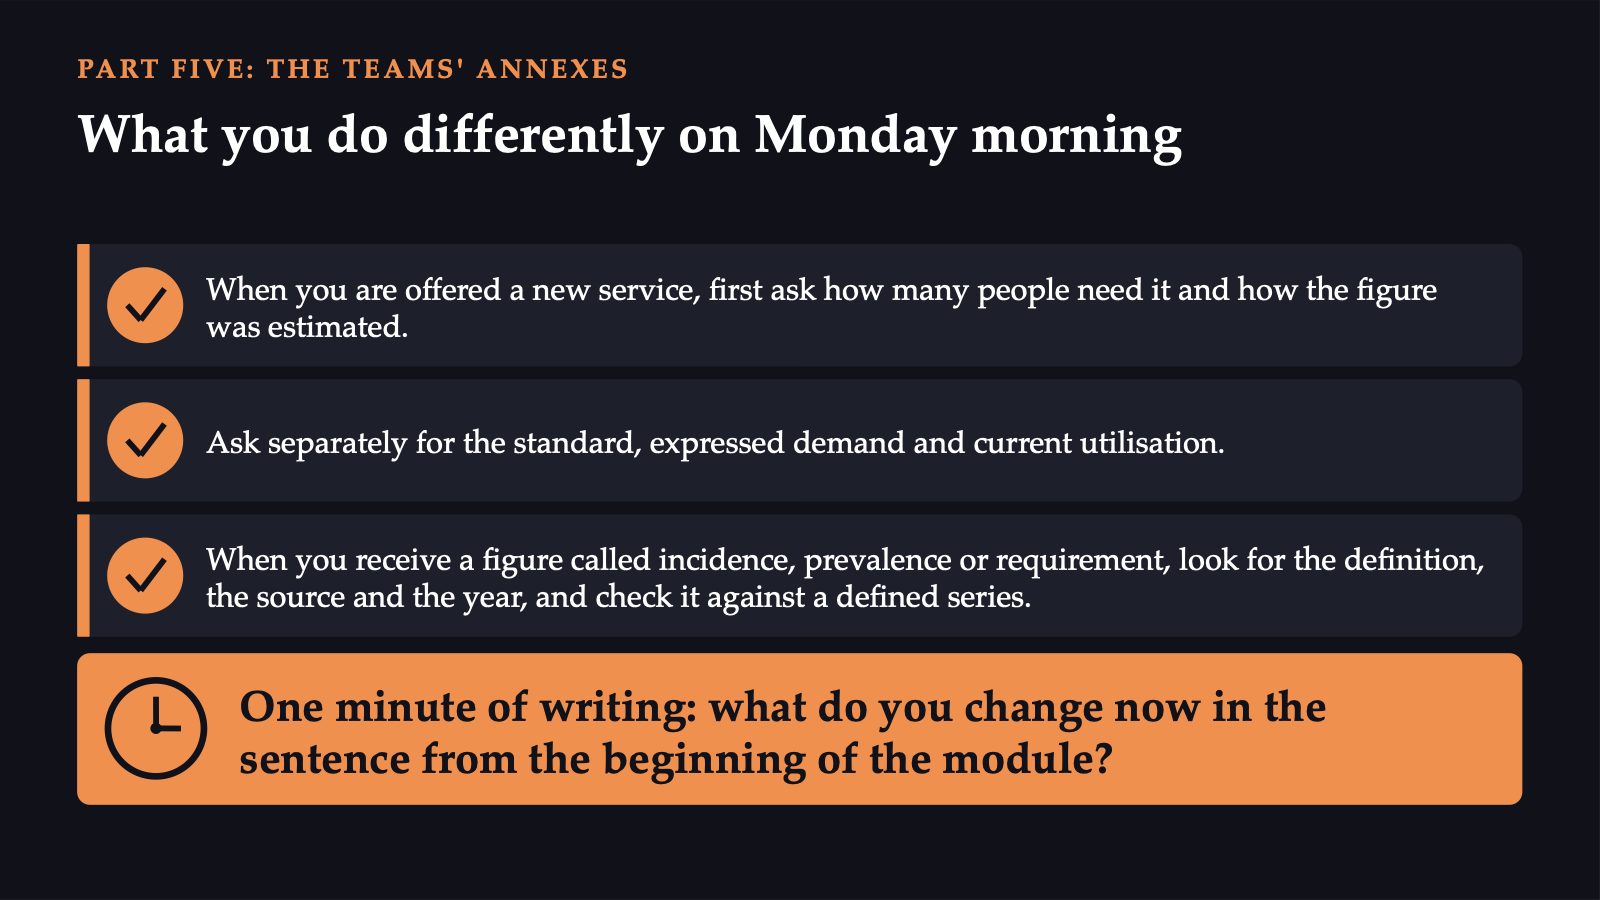 PART FIVE: THE TEAMS' ANNEXES
What you do differently on Monday morning
When you are offered a new service, first ask how many people need it and how the figure
was estimated.
Ask separately for the standard, expressed demand and current utilisation.
When you receive a figure called incidence, prevalence or requirement, look for the definition,
the source and the year, and check it against a defined series.
One minute of writing: what do you change now in the
sentence from the beginning of the module?